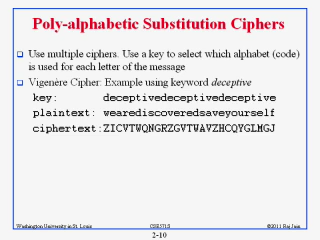 Poly-alphabetic Substitution Ciphers
Use multiple ciphers. Use a key to select which alphabet (code)
is used for each letter of the message
Vigenère Cipher: Example using keyword deceptive
key: deceptivedeceptivedeceptive
plaintext: wearediscoveredsaveyourself
ciphertext:ZICVTWQNGRZGVTWAVZHCQYGLMGJ
Washington University in St. Louis CSE571S ©2011 Raj Jain
2-10